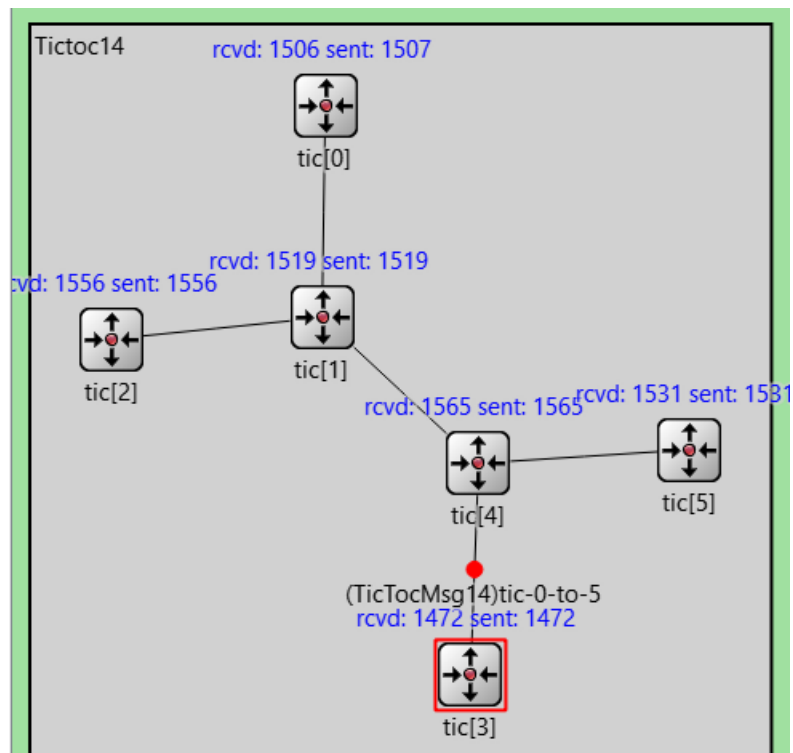 Tictoc14
rcvd: 1506 sent: 1507
tic[0]
rcvd: 1519 sent: 1519
cvd: 1556 sent: 1556
tic[1]
tic[2]
rcvd: 1565 sent: 1565
rcvd: 1531 sent: 1531
tic[4]
tic[5]
(TicTocMsg14)tic-0-to-5
rcvd: 1472 sent: 1472
tic[3]